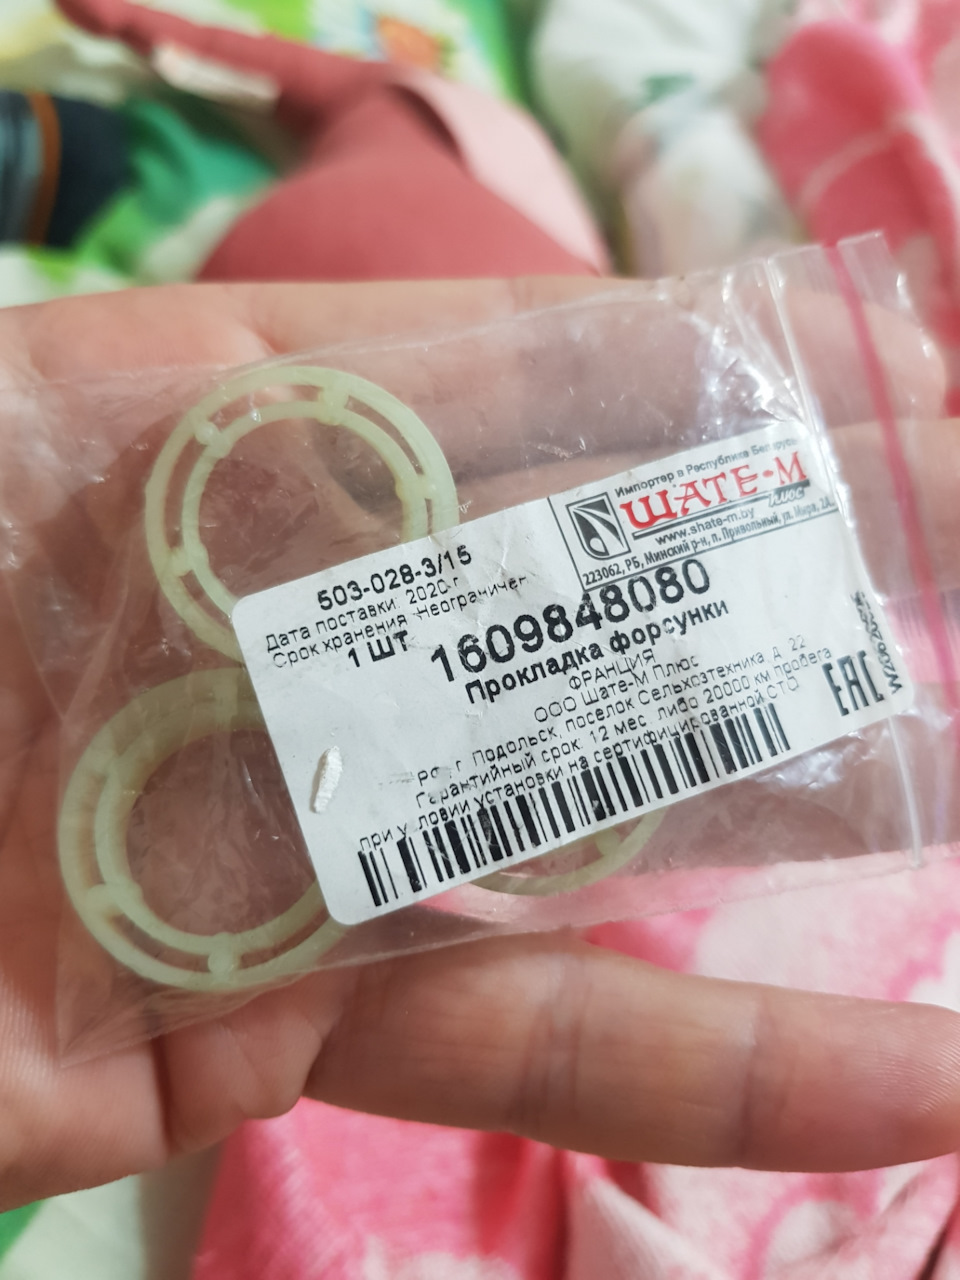 Импортер в Республике Беларусь
ШАТЕ-М
плюс
www.shate-m.by
223062, РБ, Минский р-н, п. Привольный, ул. Мира, 2А
503-028-3/15
Дата поставки: 2020 г
Срок хранения Неограничен
1 ШТ
1609848080
Прокладка форсунки
ФРАНЦИЯ
ООО Шате-М Плюс
г. Подольск, поселок Сельхозтехника, д. 22
Гарантийный срок: 12 мес. либо 20000 км пробега
при условии установки на сертифицированной СТО
EAC